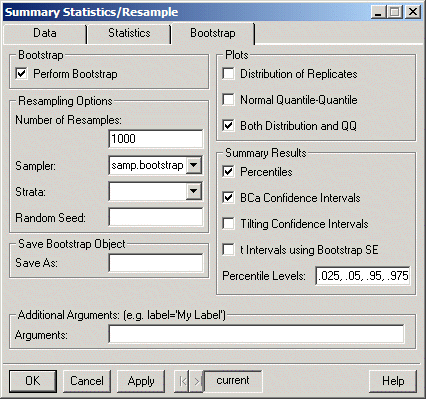 Summary Statistics/Resample
Data
Statistics
Bootstrap
Bootstrap
Perform Bootstrap
Resampling Options
Number of Resamples:
1000
Sampler:
samp.bootstrap
Strata:
Random Seed:
Save Bootstrap Object
Save As:
Plots
Distribution of Replicates
Normal Quantile-Quantile
Both Distribution and QQ
Summary Results
Percentiles
BCa Confidence Intervals
Tilting Confidence Intervals
t Intervals using Bootstrap SE
Percentile Levels:
.025, .05, .95, .975
Additional Arguments: (e.g. label='My Label')
Arguments:
OK
Cancel
Apply
current
Help